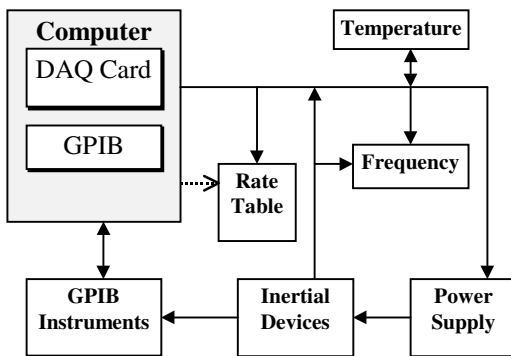 Computer
DAQ Card
GPIB
Temperature
Frequency
Rate
Table
GPIB
Instruments
Inertial
Devices
Power
Supply